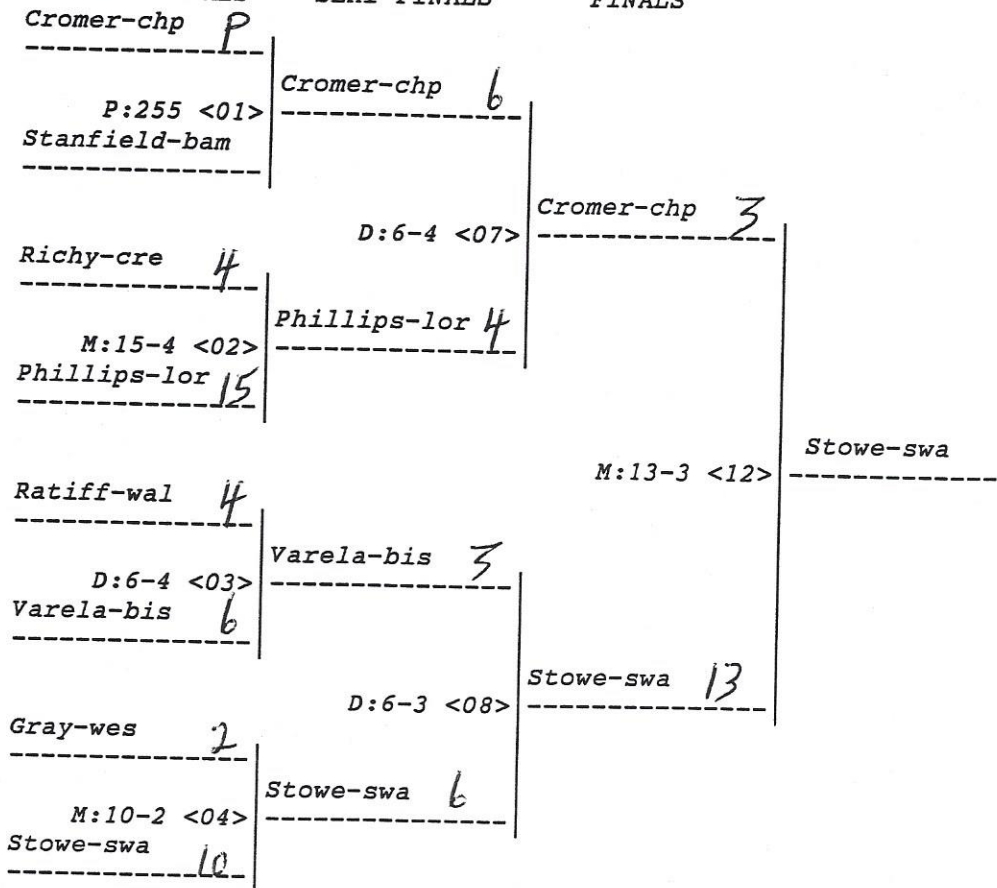 SEMI-FINALS FINALS
Cromer-chp P
Cromer-chp 6
P:255 <01>
Stanfield-bam
Cromer-chp 3
D:6-4 <07>
Richy-cre 4
Phillips-lor 4
M:15-4 <02>
Phillips-lor 15
Stowe-swa
M:13-3 <12>
Ratiff-wal 4
Varela-bis 3
D:6-4 <03>
Varela-bis 6
Stowe-swa 13
D:6-3 <08>
Gray-wes 2
Stowe-swa 6
M:10-2 <04>
Stowe-swa 10